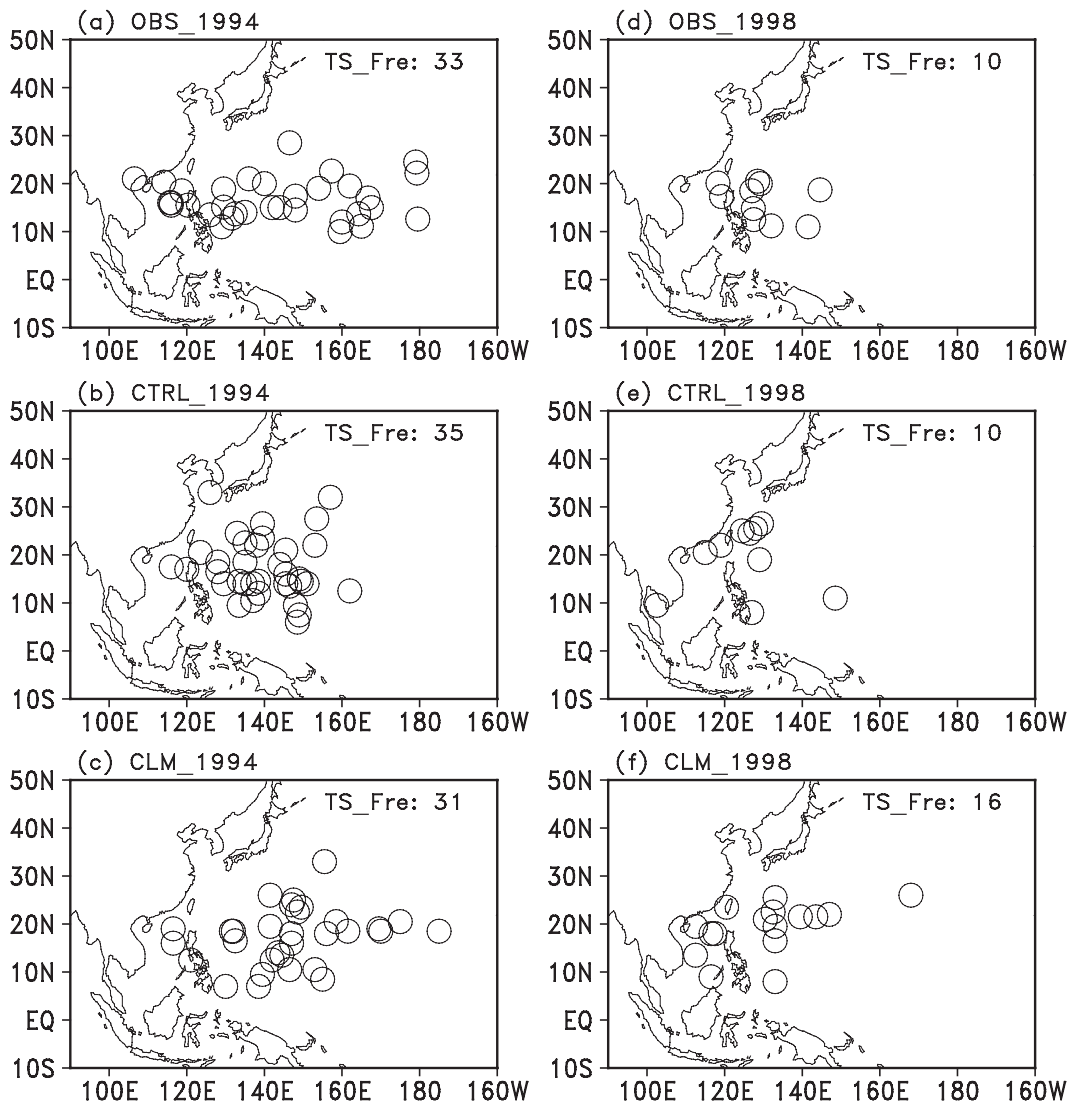 (a) OBS_1994
TS_Fre: 33
50N
40N
30N
20N
10N
EQ
10S
100E 120E 140E 160E 180 160W
(d) OBS_1998
TS_Fre: 10
50N
40N
30N
20N
10N
EQ
10S
100E 120E 140E 160E 180 160W
(b) CTRL_1994
TS_Fre: 35
50N
40N
30N
20N
10N
EQ
10S
100E 120E 140E 160E 180 160W
(e) CTRL_1998
TS_Fre: 10
50N
40N
30N
20N
10N
EQ
10S
100E 120E 140E 160E 180 160W
(c) CLM_1994
TS_Fre: 31
50N
40N
30N
20N
10N
EQ
10S
100E 120E 140E 160E 180 160W
(f) CLM_1998
TS_Fre: 16
50N
40N
30N
20N
10N
EQ
10S
100E 120E 140E 160E 180 160W